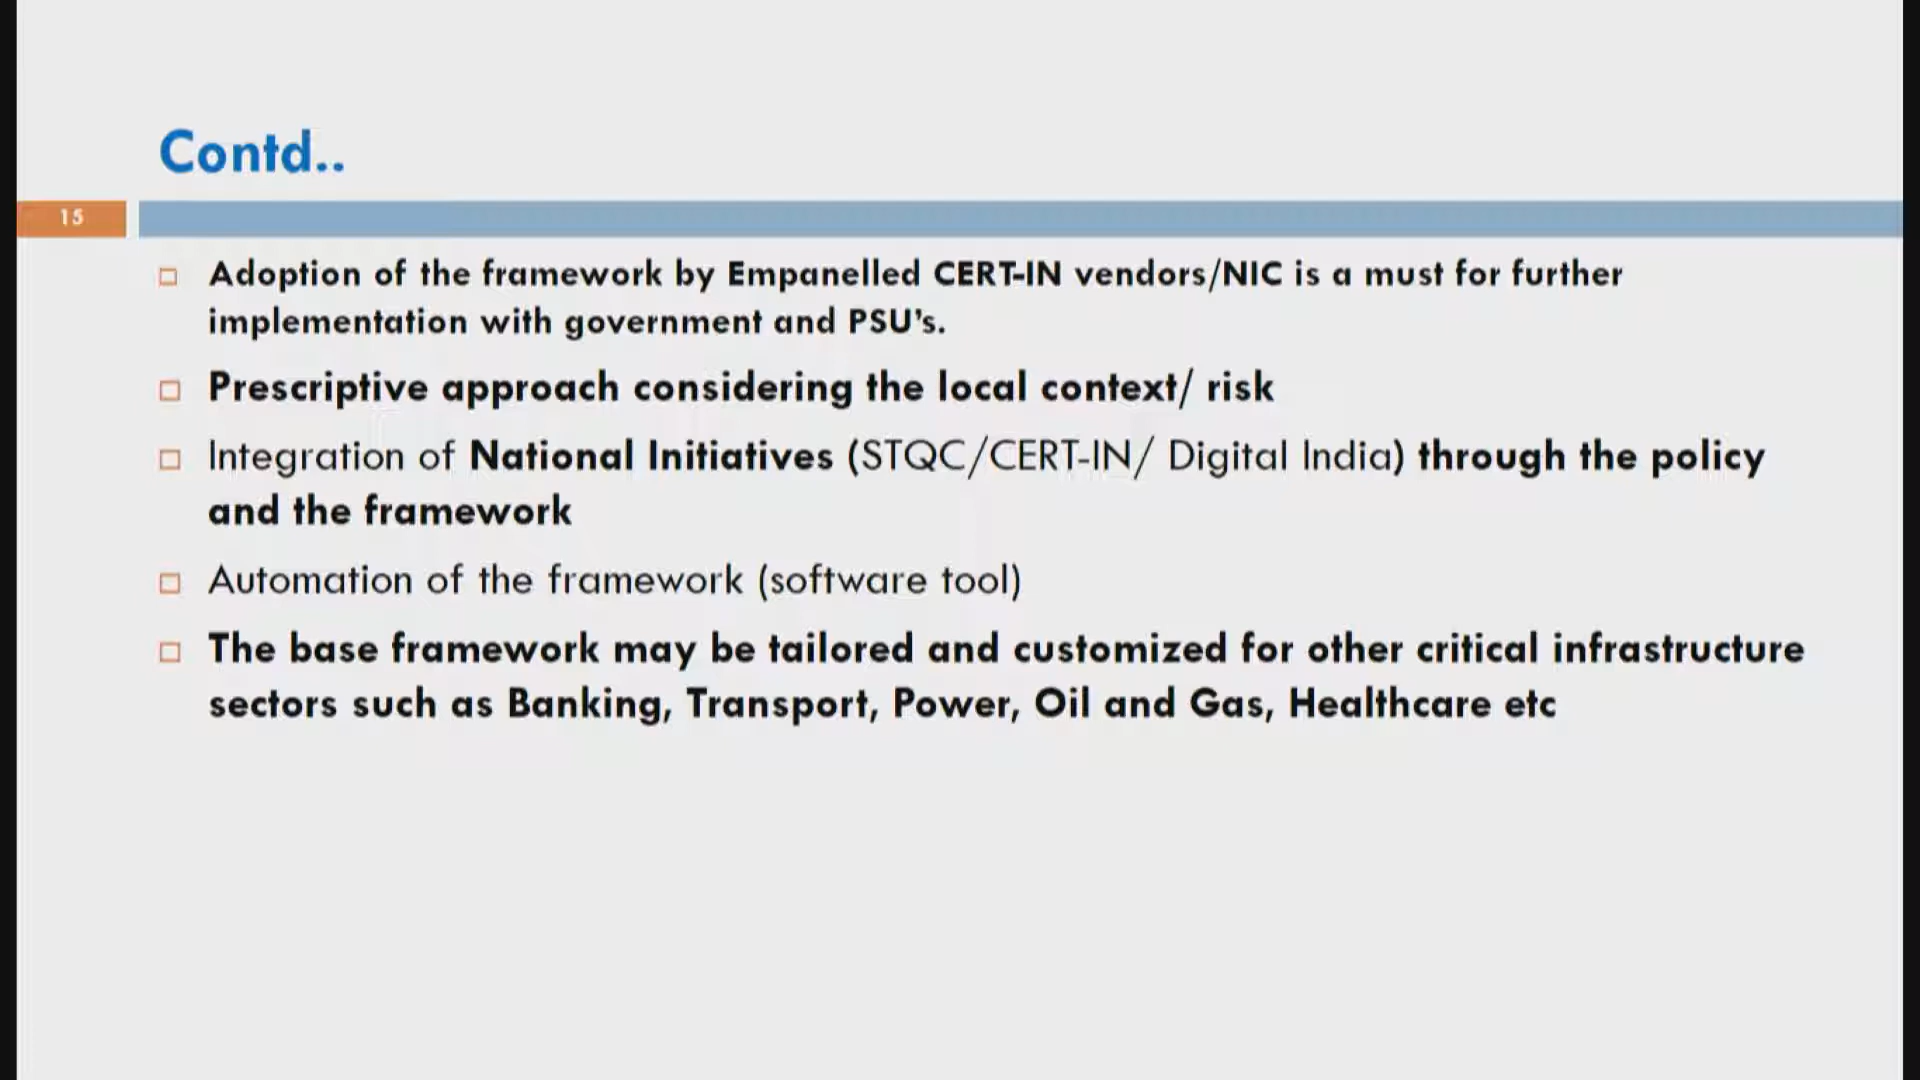 Contd..
15
Adoption of the framework by Empanelled CERT-IN vendors/NIC is a must for further
implementation with government and PSU's.
Prescriptive approach considering the local context/ risk
Integration of National Initiatives (STQC/CERT-IN/ Digital India) through the policy
and the framework
Automation of the framework (software tool)
The base framework may be tailored and customized for other critical infrastructure
sectors such as Banking, Transport, Power, Oil and Gas, Healthcare etc